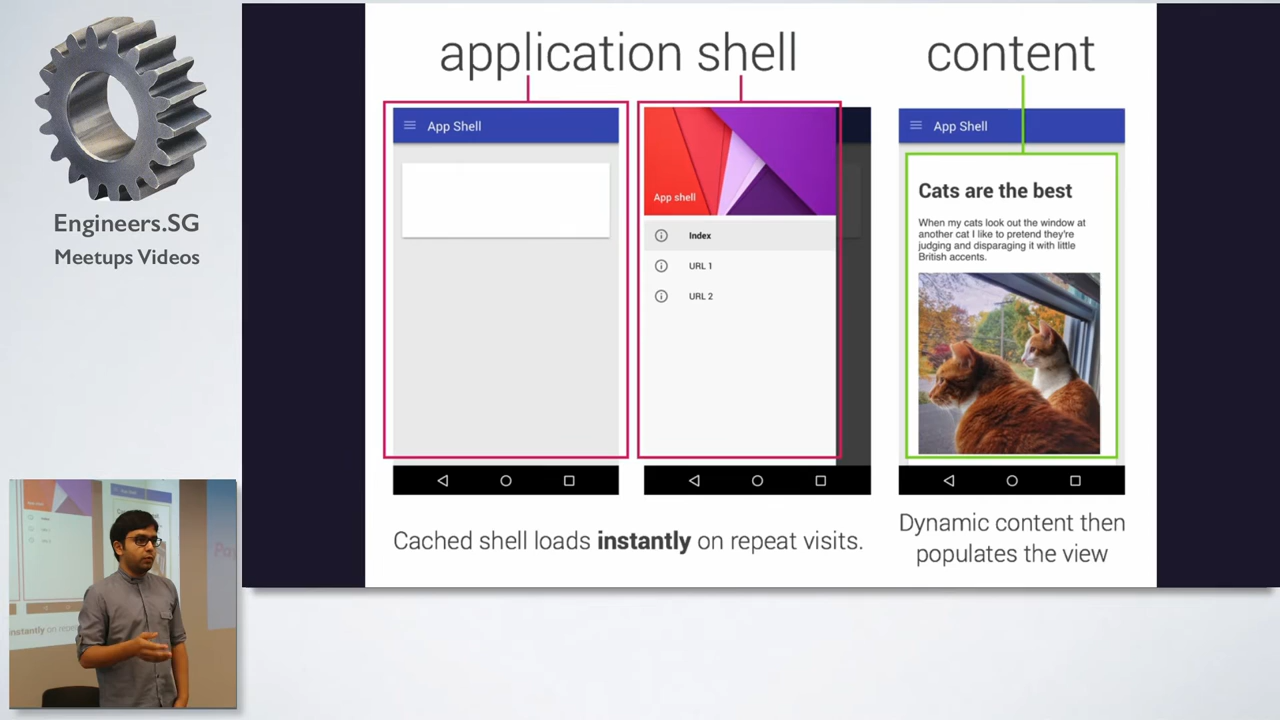 Engineers.SG
Meetups Videos
application shell
content
App Shell
App shell
Index
URL 1
URL 2
App Shell
Cats are the best
When my cats look out the window at
another cat I like to pretend they're
judging and disparaging it with little
British accents.
Cached shell loads instantly on repeat visits.
Dynamic content then
populates the view